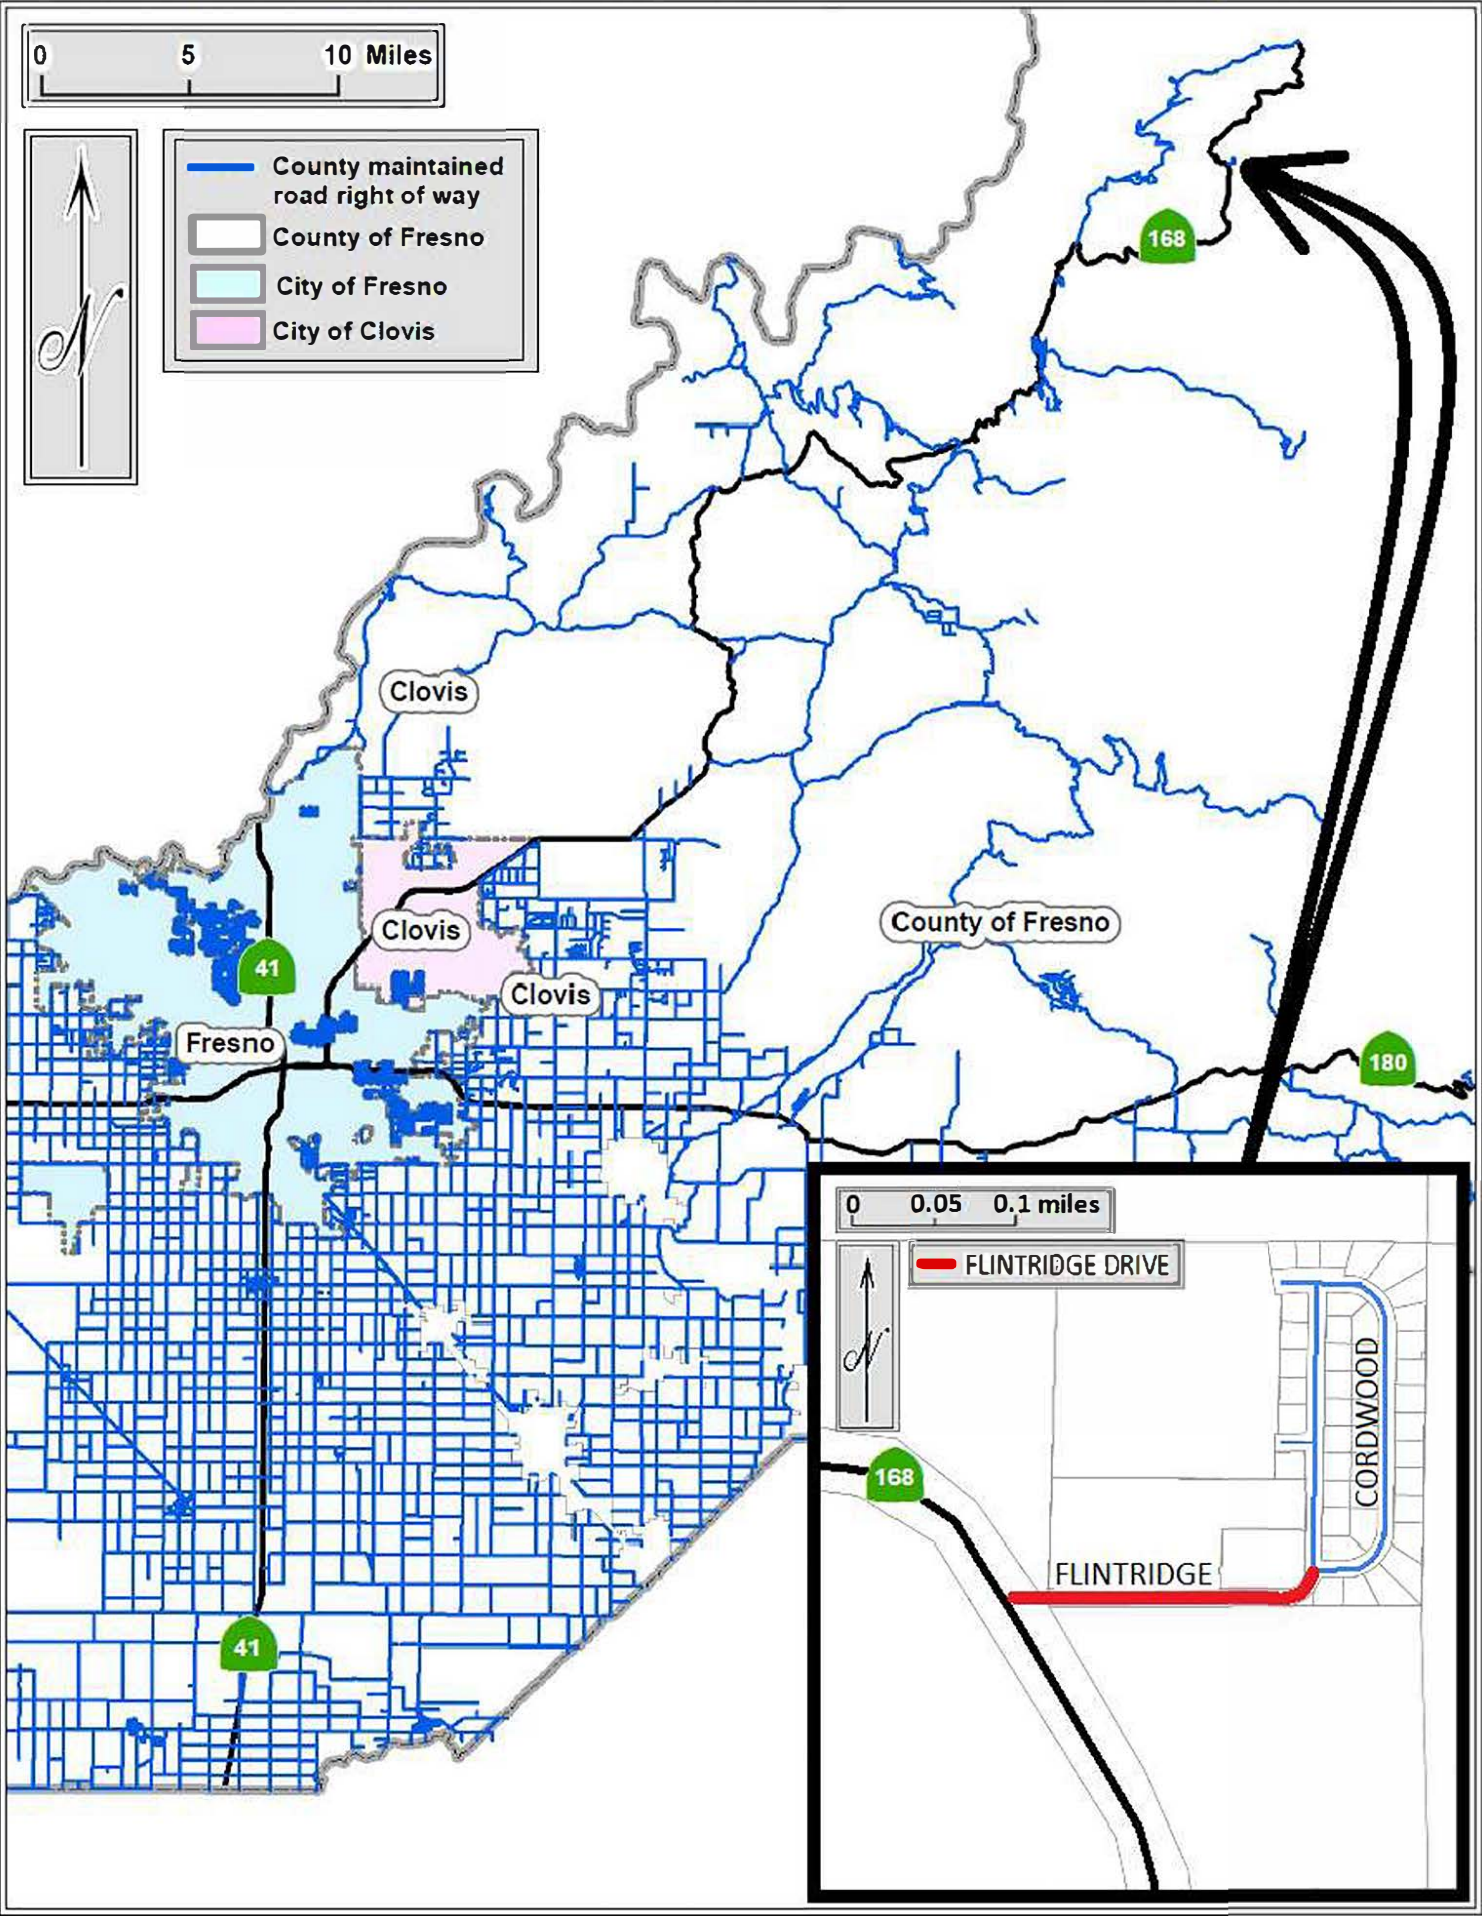 0 5 10 Miles
County maintained
road right of way
County of Fresno
City of Fresno
City of Clovis
N
168
Clovis
Clovis
County of Fresno
41
Clovis
Fresno
180
0 0.05 0.1 miles
FLINTRIDGE DRIVE
N
CORDWOOD
168
FLINTRIDGE
41